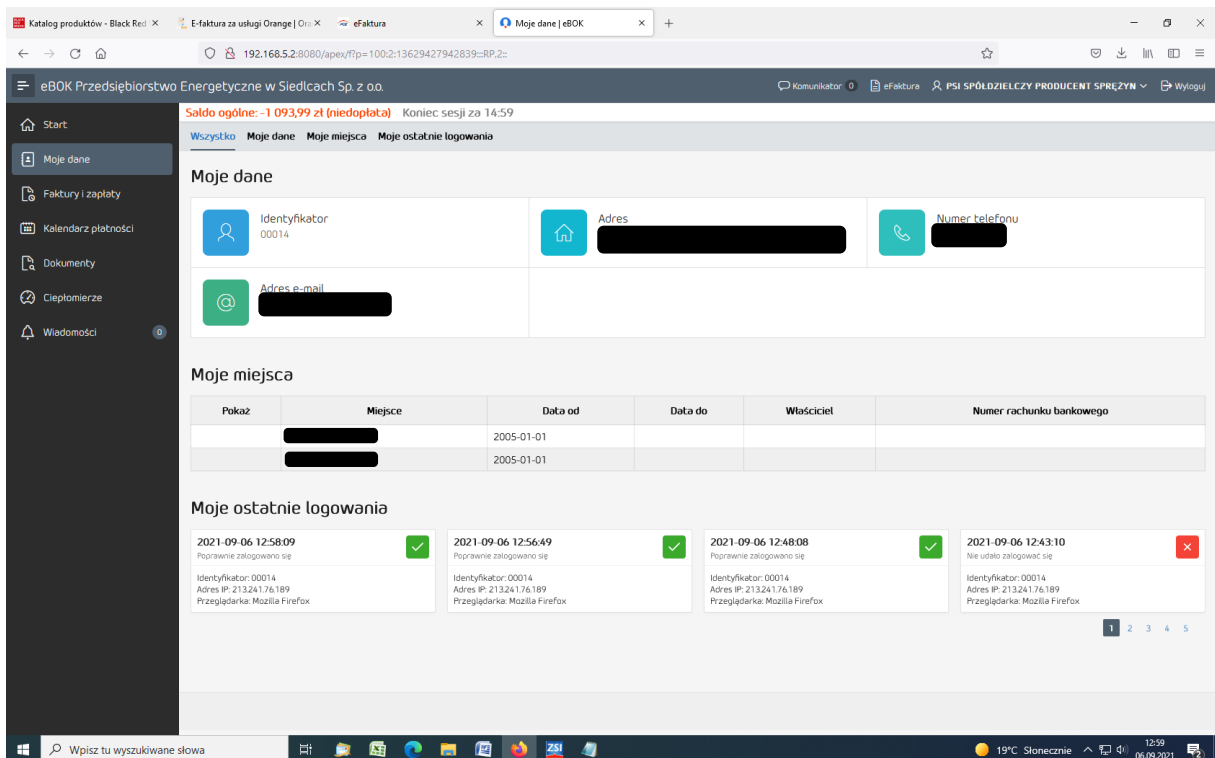 Katalog produktów - Black Red
E-faktura za usługi Orange | Ora
eFaktura
Moje dane | eBOK
192.168.5.2:8080/apex/f?p=100:2:13629427942839:::RP,2::
eBOK Przedsiębiorstwo Energetyczne w Siedlcach Sp. z o.o.
Komunikator 0 eFaktura PSI SPÓŁDZIELCZY PRODUCENT SPRĘŻYN Wyloguj
Start
Moje dane
Faktury i zapłaty
Kalendarz płatności
Dokumenty
Ciepłomierze
Wiadomości 0
Saldo ogólne: -1 093,99 zł (niedopłata) Koniec sesji za 14:59
Wszystko Moje dane Moje miejsca Moje ostatnie logowania
Moje dane
Identyfikator
00014
Adres
Numer telefonu
Adres e-mail
Moje miejsca
Pokaż Miejsce Data od Data do Właściciel Numer rachunku bankowego
2005-01-01
2005-01-01
Moje ostatnie logowania
2021-09-06 12:58:09
Poprawnie zalogowano się
Identyfikator: 00014
Adres IP: 213.241.76.189
Przeglądarka: Mozilla Firefox
2021-09-06 12:56:49
Poprawnie zalogowano się
Identyfikator: 00014
Adres IP: 213.241.76.189
Przeglądarka: Mozilla Firefox
2021-09-06 12:48:08
Poprawnie zalogowano się
Identyfikator: 00014
Adres IP: 213.241.76.189
Przeglądarka: Mozilla Firefox
2021-09-06 12:43:10
Nie udało zalogować się
Identyfikator: 00014
Adres IP: 213.241.76.189
Przeglądarka: Mozilla Firefox
1 2 3 4 5
Wpisz tu wyszukiwane słowa
ZSI
19°C Słonecznie
12:59
06.09.2021
2